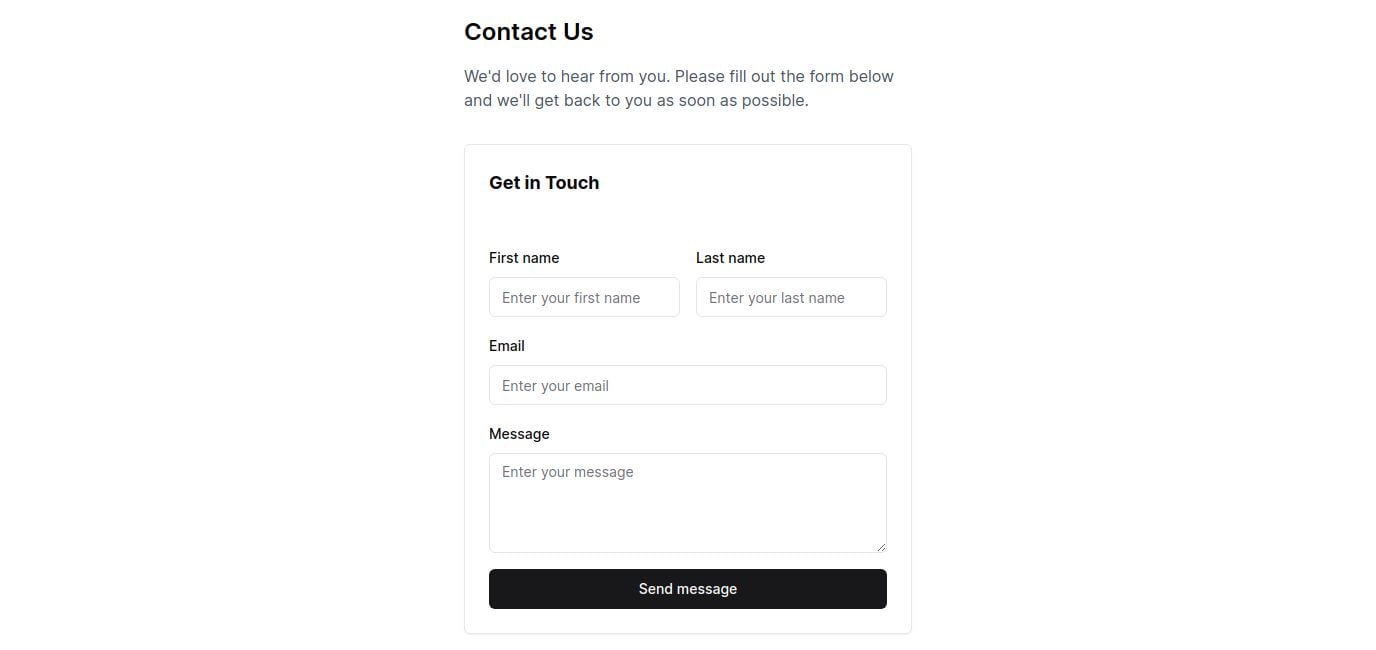 Contact Us
We'd love to hear from you. Please fill out the form below
and we'll get back to you as soon as possible.
Get in Touch
First name
Last name
Enter your first name
Enter your last name
Email
Enter your email
Message
Enter your message
Send message